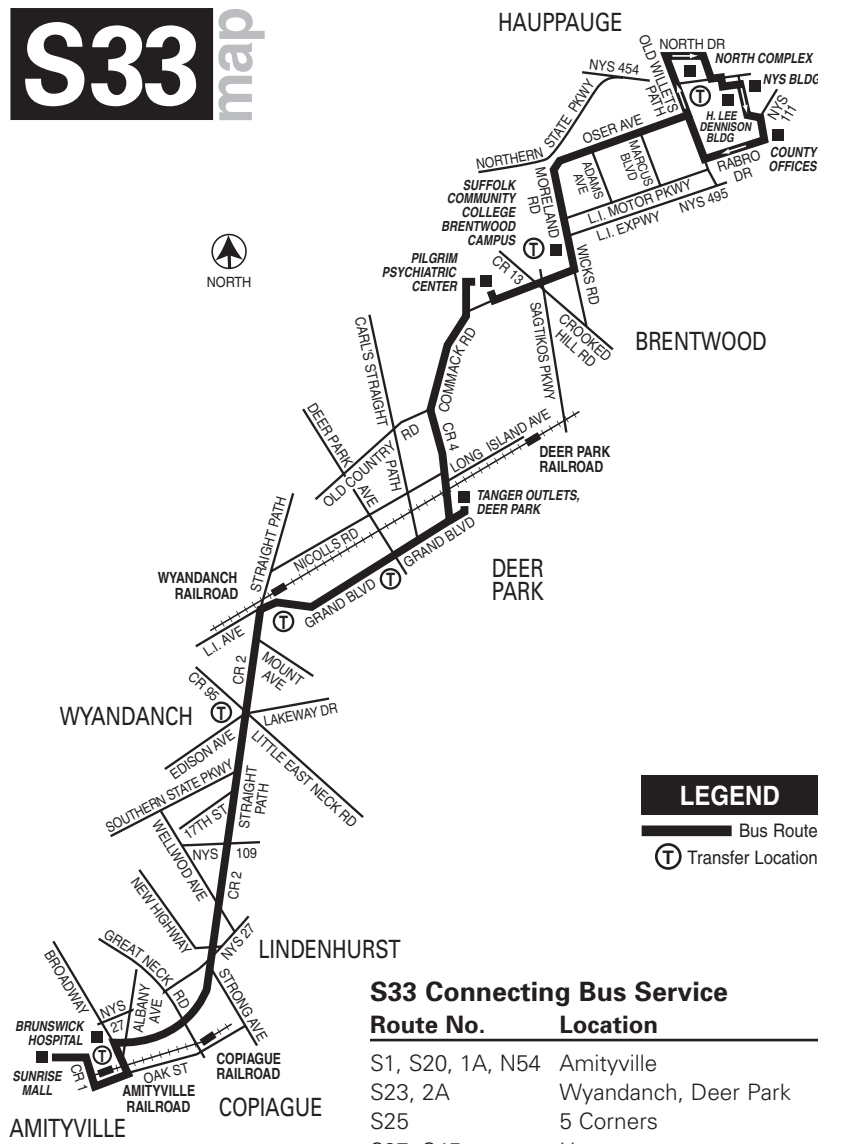 S33
map
HAUPPAUGE
NORTH DR
OLD WILLETS
PATH
NORTH COMPLEX
NYS BLDG
NYS 454
T
NYS
111
H. LEE
DENNISON
BLDG
NORTHERN STATE PKWY
OSER AVE
COUNTY
OFFICES
RABRO
DR
ADAMS
AVE
MARCUS
BLVD
MORELAND
RD
L.I. MOTOR PKWY
L.I. EXPWY
NYS 495
SUFFOLK
COMMUNITY
COLLEGE
BRENTWOOD
CAMPUS
T
NORTH
PILGRIM
PSYCHIATRIC
CENTER
CR 13
WICKS RD
SAGTIKOS PKWY
CROOKED
HILL RD
BRENTWOOD
CARL'S STRAIGHT
PATH
COMMACK RD
DEER PARK
AVE
OLD COUNTRY RD
CR 4
LONG ISLAND AVE
DEER PARK
RAILROAD
TANGER OUTLETS,
DEER PARK
STRAIGHT PATH
NICOLLS RD
GRAND BLVD
DEER
PARK
WYANDANCH
RAILROAD
T
GRAND BLVD
T
L.I. AVE
CR 2
MOUNT
AVE
CR 95
WYANDANCH
T
LAKEWAY DR
EDISON AVE
LITTLE EAST NECK RD
SOUTHERN STATE PKWY
STRAIGHT
PATH
17TH ST
WELLWOD AVE
NYS 109
CR 2
LEGEND
Bus Route
T Transfer Location
NEW HIGHWAY
NYS 27
LINDENHURST
GREAT NECK
RD
BROADWAY
ALBANY
AVE
STRONG AVE
NYS
27
BRUNSWICK
HOSPITAL
T
SUNRISE
MALL
CR 1
OAK ST
AMITYVILLE
RAILROAD
COPIAGUE
RAILROAD
COPIAGUE
AMITYVILLE
S33 Connecting Bus Service
Route No. Location
S1, S20, 1A, N54 Amityville
S23, 2A Wyandanch, Deer Park
S25 5 Corners